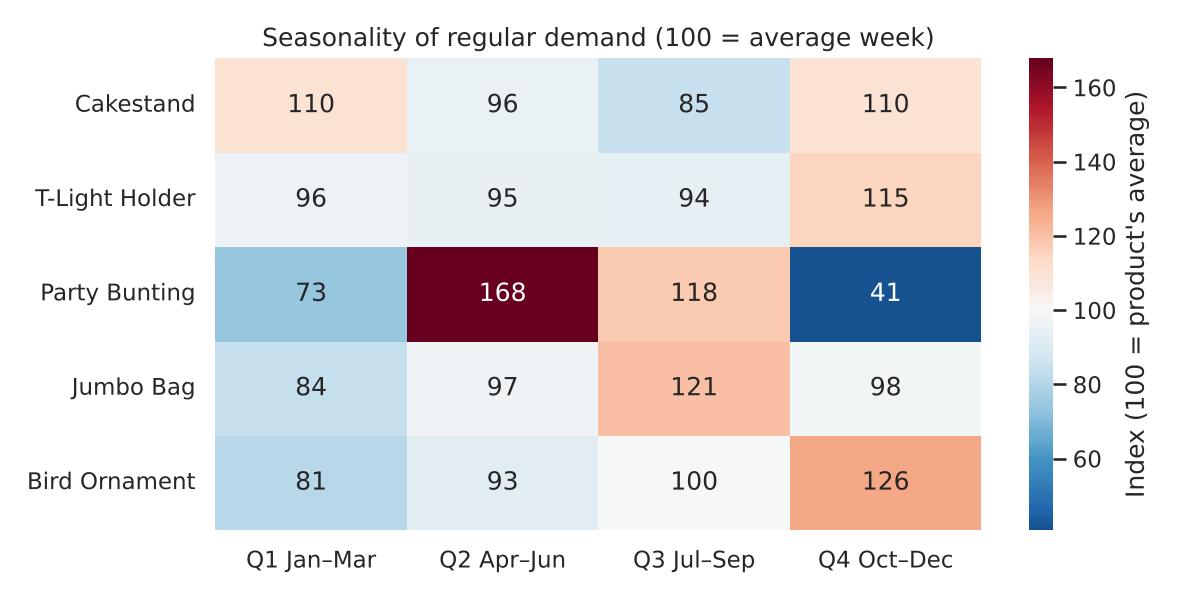 Seasonality of regular demand (100 = average week)
Cakestand 110 96 85 110
T-Light Holder 96 95 94 115
Party Bunting 73 168 118 41
Jumbo Bag 84 97 121 98
Bird Ornament 81 93 100 126
Q1 Jan–Mar Q2 Apr–Jun Q3 Jul–Sep Q4 Oct–Dec
160
140
120
100
80
60
Index (100 = product's average)